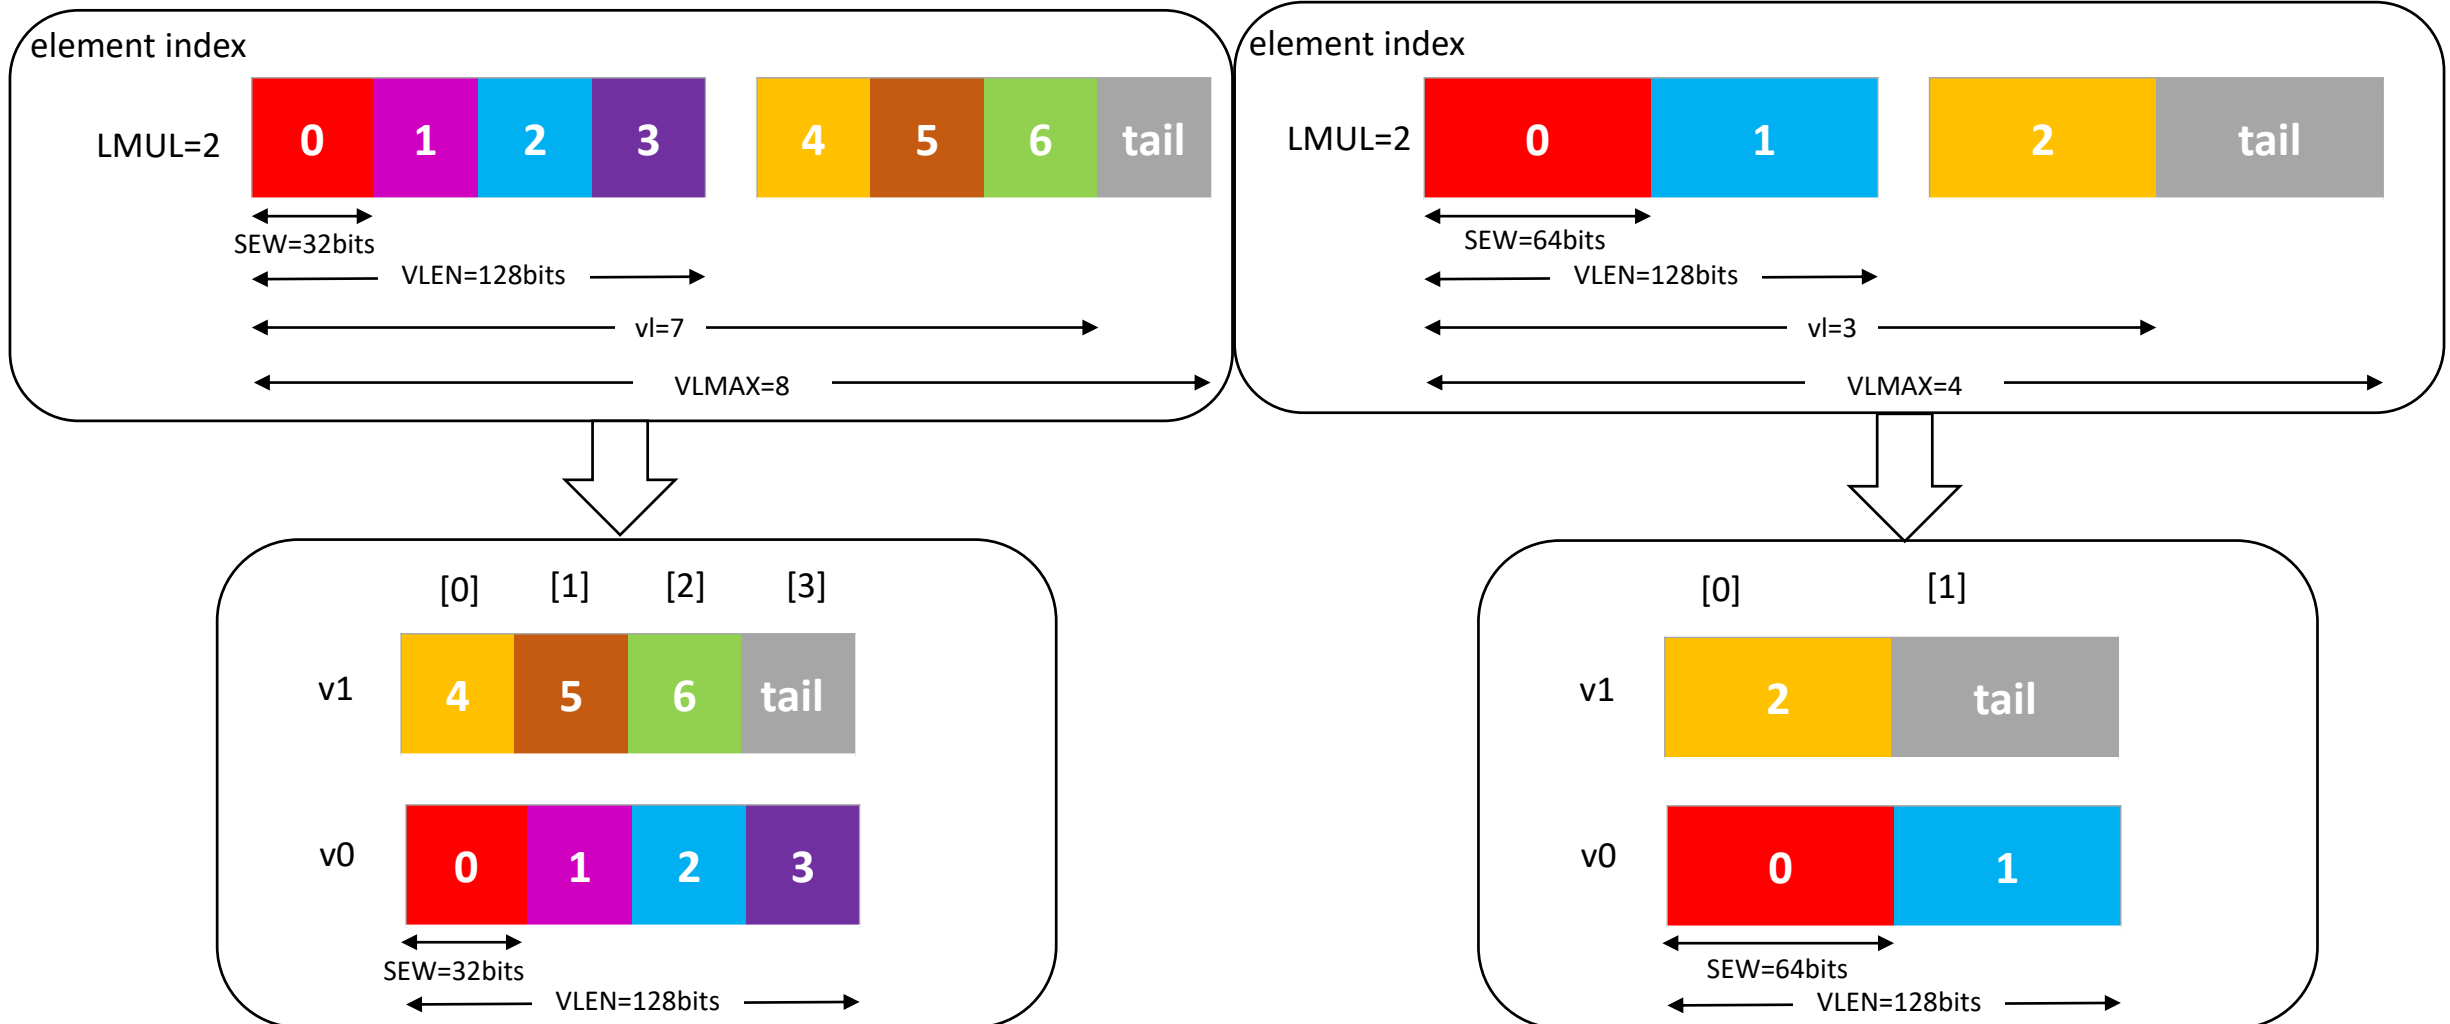 element index
LMUL=2 0 1 2 3 4 5 6 tail
SEW=32bits
VLEN=128bits
vl=7
VLMAX=8
element index
LMUL=2 0 1 2 tail
SEW=64bits
VLEN=128bits
vl=3
VLMAX=4
[0] [1] [2] [3]
v1 4 5 6 tail
v0 0 1 2 3
SEW=32bits
VLEN=128bits
[0] [1]
v1 2 tail
v0 0 1
SEW=64bits
VLEN=128bits